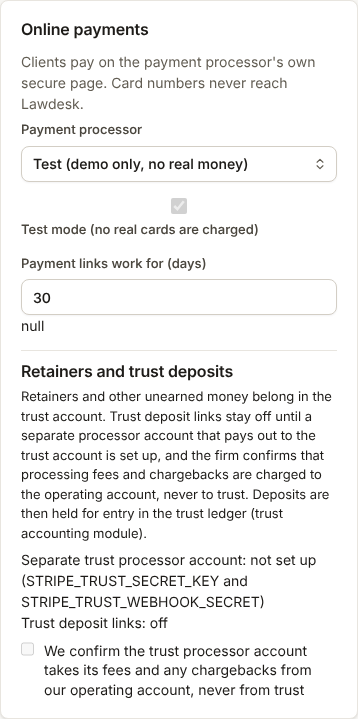 Online payments
Clients pay on the payment processor's own
secure page. Card numbers never reach
Lawdesk.
Payment processor
Test (demo only, no real money)
Test mode (no real cards are charged)
Payment links work for (days)
30
null
Retainers and trust deposits
Retainers and other unearned money belong in the
trust account. Trust deposit links stay off until a
separate processor account that pays out to the
trust account is set up, and the firm confirms that
processing fees and chargebacks are charged to
the operating account, never to trust. Deposits are
then held for entry in the trust ledger (trust
accounting module).
Separate trust processor account: not set up
(STRIPE_TRUST_SECRET_KEY and
STRIPE_TRUST_WEBHOOK_SECRET)
Trust deposit links: off
We confirm the trust processor account
takes its fees and any chargebacks from
our operating account, never from trust